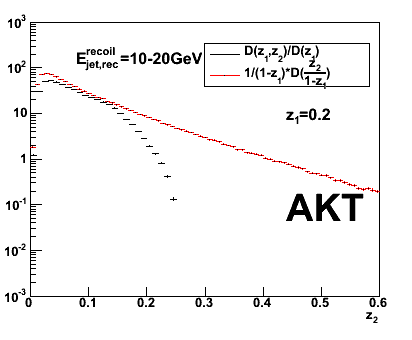 10³
E^recoil_jet,rec=10-20GeV
D(z₁,z₂)/D(z₁)
1/(1-z₁)*D(z₂/1-z₁)
10²
z₁=0.2
10
1
AKT
10⁻¹
10⁻²
10⁻³
0 0.1 0.2 0.3 0.4 0.5 0.6
z₂